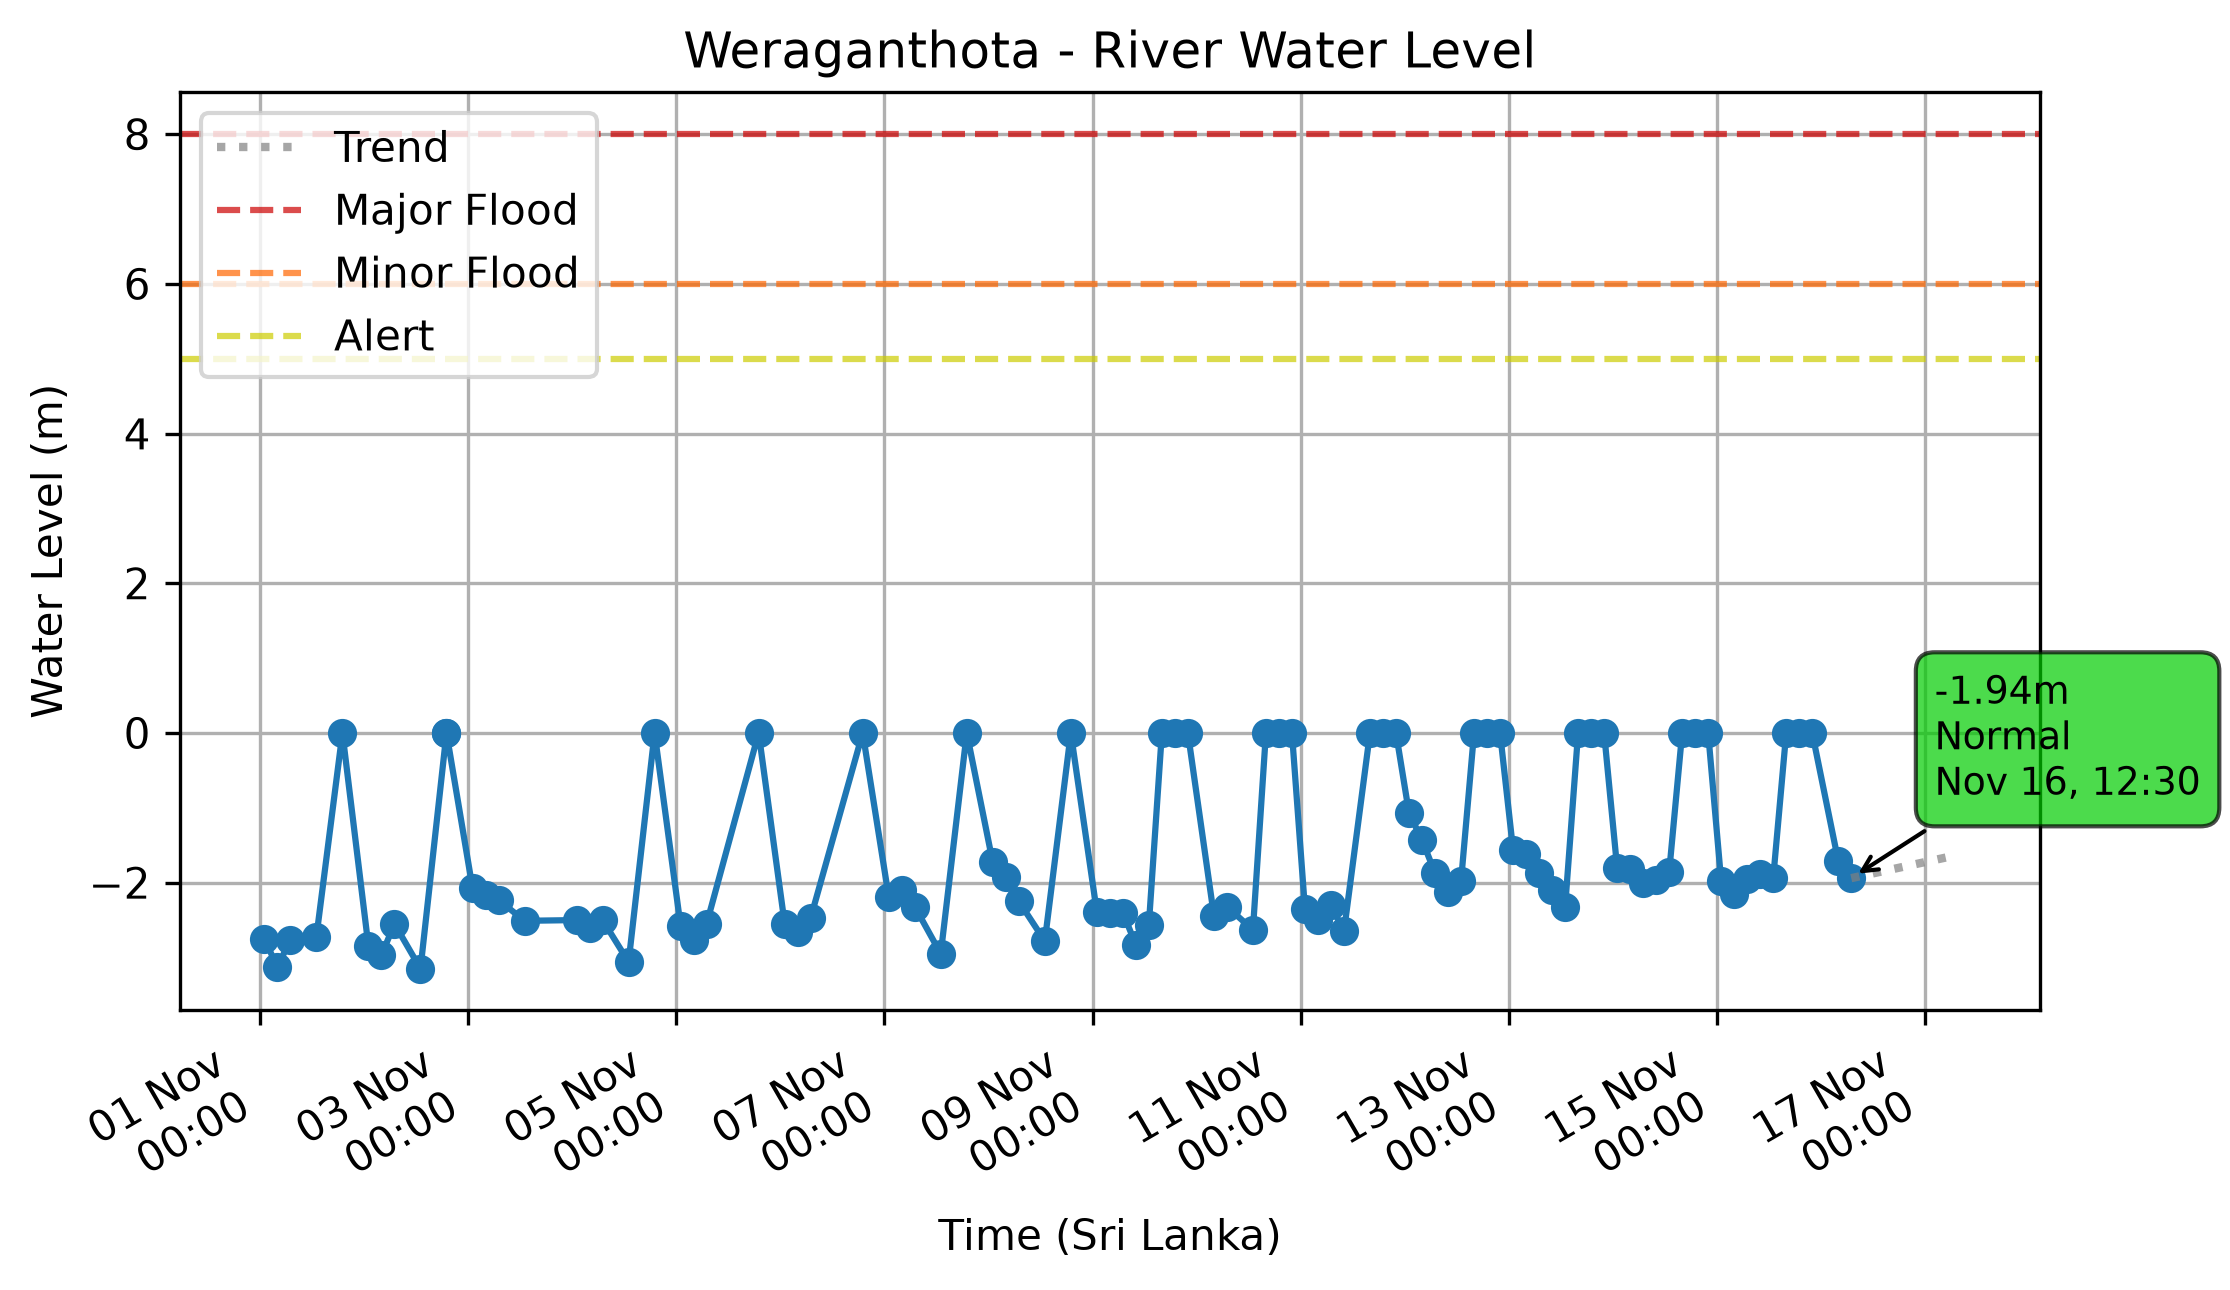 Weraganthota - River Water Level
Trend
Major Flood
Minor Flood
Alert
Water Level (m)
8
6
4
2
0
−2
-1.94m
Normal
Nov 16, 12:30
01 Nov
00:00
03 Nov
00:00
05 Nov
00:00
07 Nov
00:00
09 Nov
00:00
11 Nov
00:00
13 Nov
00:00
15 Nov
00:00
17 Nov
00:00
Time (Sri Lanka)